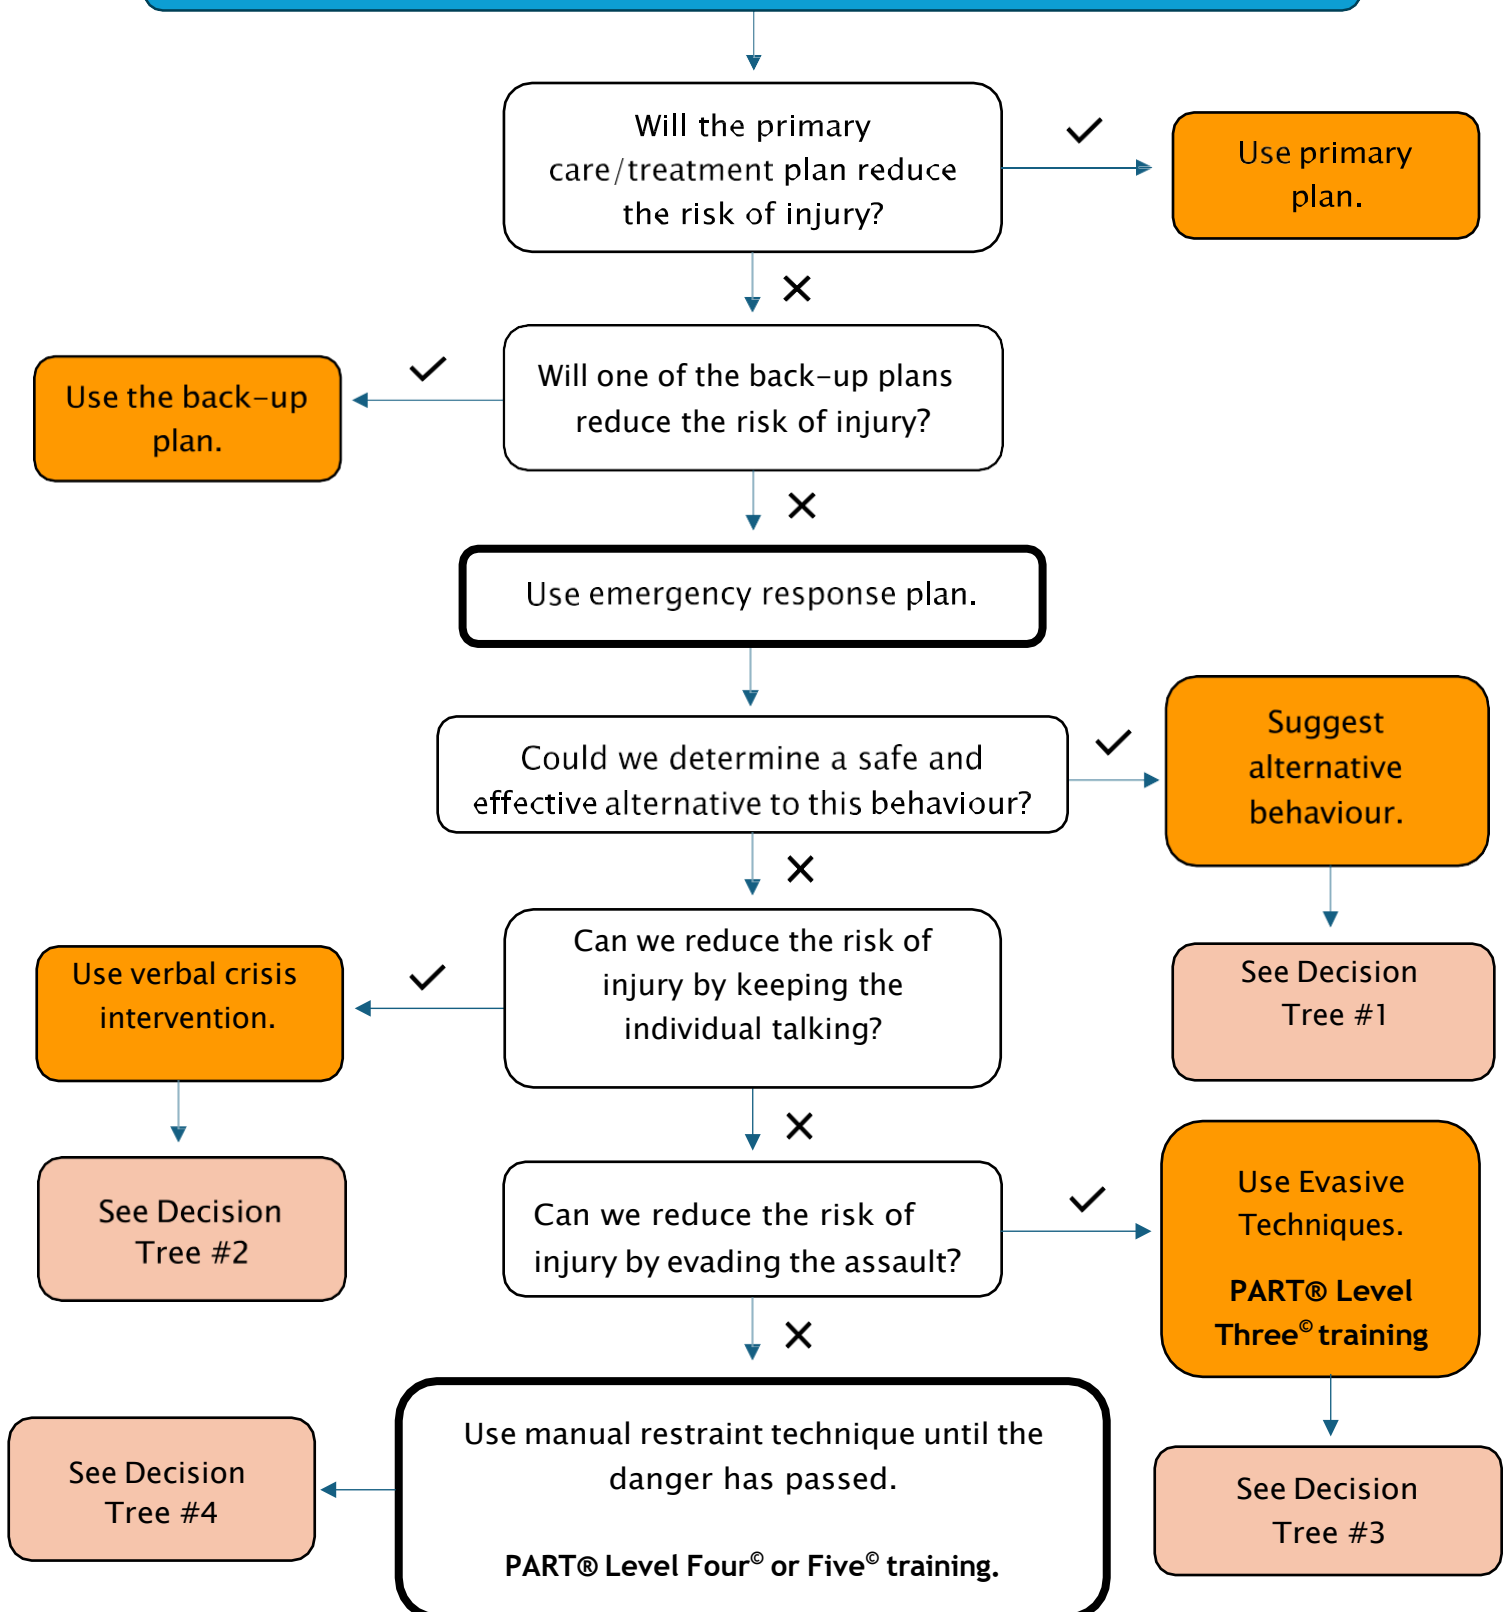 Will the primary
care/treatment plan reduce
the risk of injury?
Use primary
plan.
Will one of the back-up plans
reduce the risk of injury?
Use the back-up
plan.
Use emergency response plan.
Could we determine a safe and
effective alternative to this behaviour?
Suggest
alternative
behaviour.
See Decision
Tree #1
Can we reduce the risk of
injury by keeping the
individual talking?
Use verbal crisis
intervention.
See Decision
Tree #2
Can we reduce the risk of
injury by evading the assault?
Use Evasive
Techniques.
PART® Level
Three© training
See Decision
Tree #3
Use manual restraint technique until the
danger has passed.
PART® Level Four© or Five© training.
See Decision
Tree #4